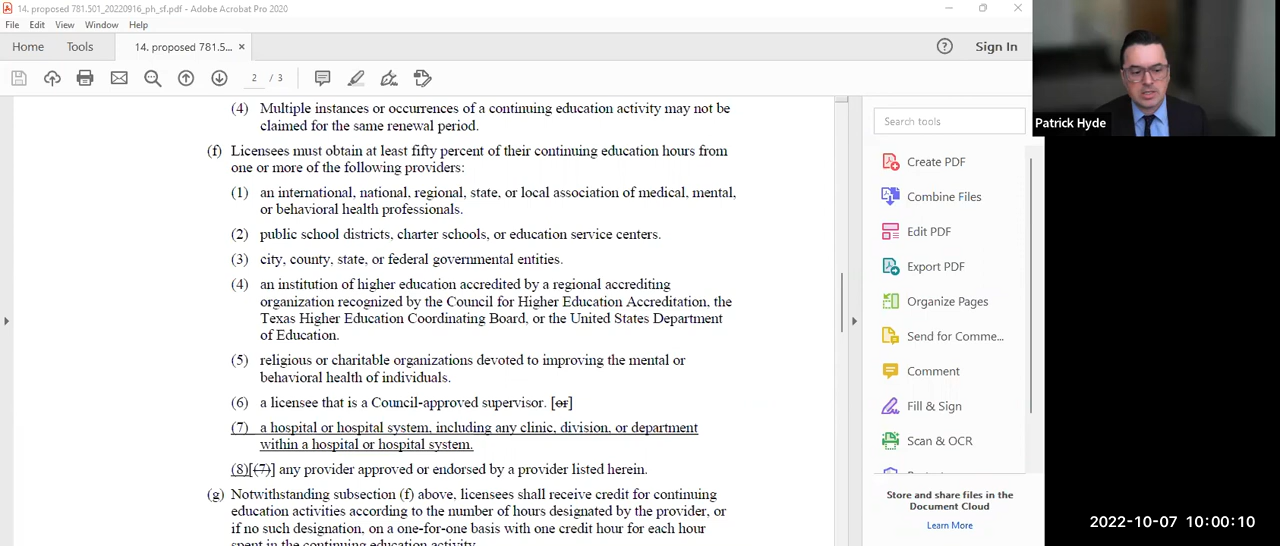 14. proposed 781.501_20220916_ph_sf.pdf - Adobe Acrobat Pro 2020
File Edit View Window Help
Home Tools 14. proposed 781.5... × Sign In
2 / 3
(4) Multiple instances or occurrences of a continuing education activity may not be
claimed for the same renewal period.
(f) Licensees must obtain at least fifty percent of their continuing education hours from
one or more of the following providers:
(1) an international, national, regional, state, or local association of medical, mental,
or behavioral health professionals.
(2) public school districts, charter schools, or education service centers.
(3) city, county, state, or federal governmental entities.
(4) an institution of higher education accredited by a regional accrediting
organization recognized by the Council for Higher Education Accreditation, the
Texas Higher Education Coordinating Board, or the United States Department
of Education.
(5) religious or charitable organizations devoted to improving the mental or
behavioral health of individuals.
(6) a licensee that is a Council-approved supervisor. [or]
(7) a hospital or hospital system, including any clinic, division, or department
within a hospital or hospital system.
(8)[(7)] any provider approved or endorsed by a provider listed herein.
(g) Notwithstanding subsection (f) above, licensees shall receive credit for continuing
education activities according to the number of hours designated by the provider, or
if no such designation, on a one-for-one basis with one credit hour for each hour
spent in the continuing education activity.
Search tools
Create PDF
Combine Files
Edit PDF
Export PDF
Organize Pages
Send for Comme...
Comment
Fill & Sign
Scan & OCR
Store and share files in the
Document Cloud
Learn More
Patrick Hyde
2022-10-07 10:00:10